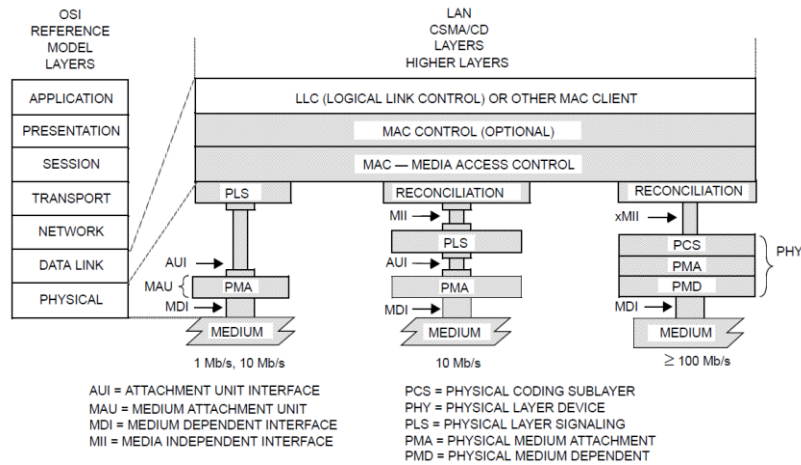 OSI
REFERENCE
MODEL
LAYERS
LAN
CSMA/CD
LAYERS
HIGHER LAYERS
APPLICATION
PRESENTATION
SESSION
TRANSPORT
NETWORK
DATA LINK
PHYSICAL
LLC (LOGICAL LINK CONTROL) OR OTHER MAC CLIENT
MAC CONTROL (OPTIONAL)
MAC — MEDIA ACCESS CONTROL
PLS
AUI
MAU
PMA
MDI
MEDIUM
1 Mb/s, 10 Mb/s
RECONCILIATION
MII
PLS
AUI
PMA
MDI
MEDIUM
10 Mb/s
RECONCILIATION
xMII
PCS
PMA
PMD
PHY
MDI
MEDIUM
≥ 100 Mb/s
AUI = ATTACHMENT UNIT INTERFACE
MAU = MEDIUM ATTACHMENT UNIT
MDI = MEDIUM DEPENDENT INTERFACE
MII = MEDIA INDEPENDENT INTERFACE
PCS = PHYSICAL CODING SUBLAYER
PHY = PHYSICAL LAYER DEVICE
PLS = PHYSICAL LAYER SIGNALING
PMA = PHYSICAL MEDIUM ATTACHMENT
PMD = PHYSICAL MEDIUM DEPENDENT